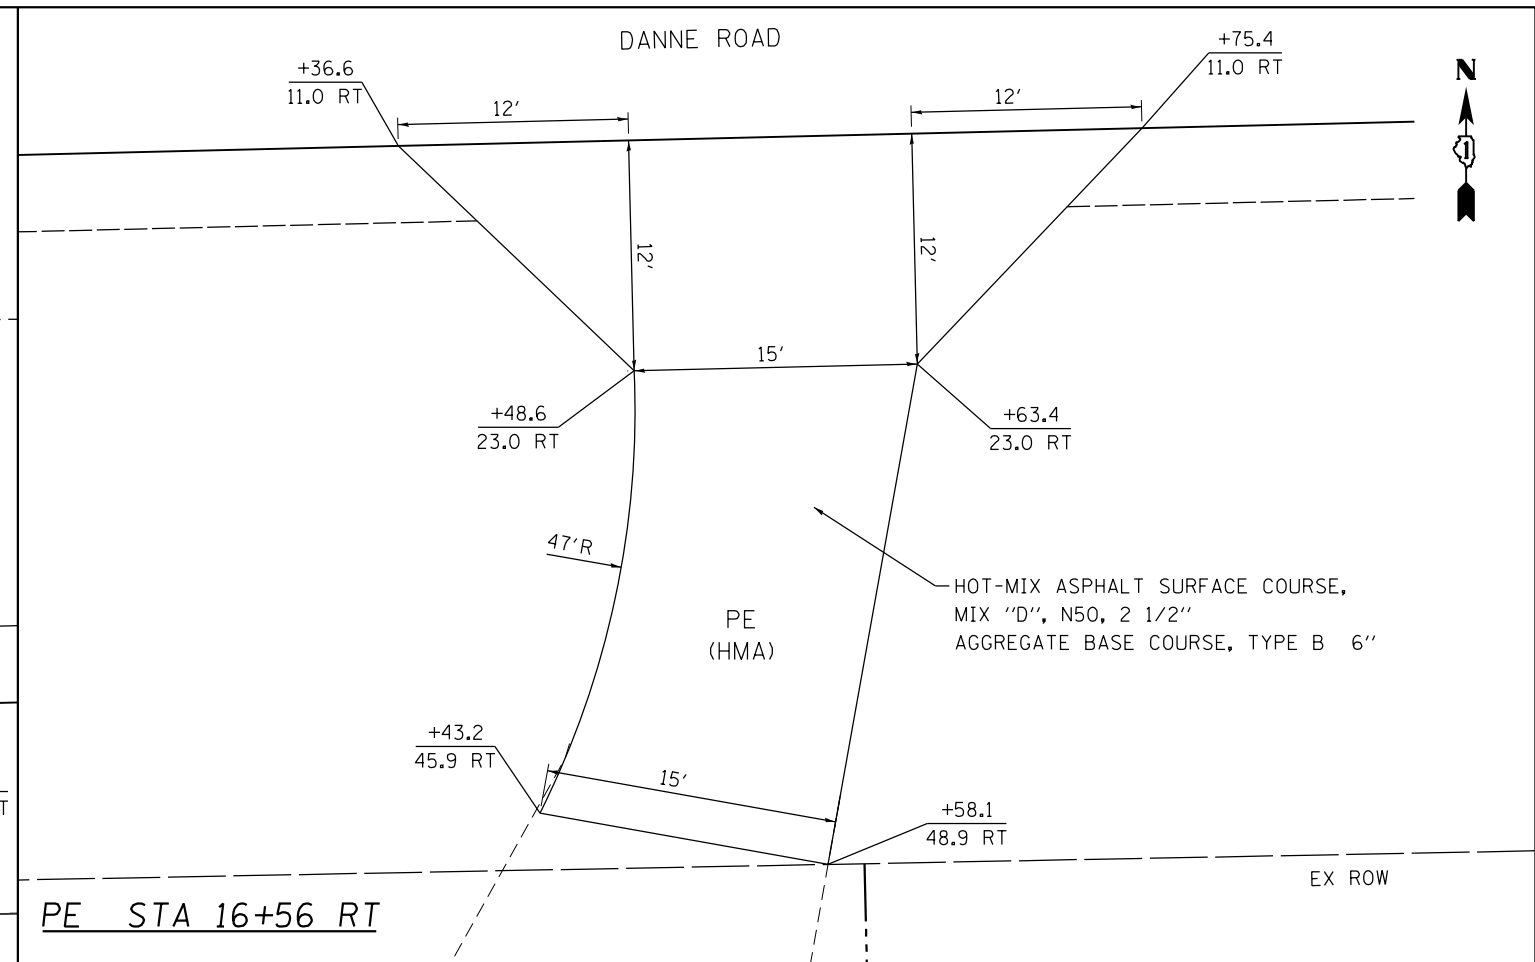 DANNE ROAD
+36.6
11.0 RT
12'
12'
+75.4
11.0 RT
N
1
12'
12'
15'
+48.6
23.0 RT
+63.4
23.0 RT
47'R
HOT-MIX ASPHALT SURFACE COURSE,
MIX "D", N50, 2 1/2"
AGGREGATE BASE COURSE, TYPE B 6"
PE
(HMA)
+43.2
45.9 RT
15'
+58.1
48.9 RT
T
EX ROW
PE STA 16+56 RT